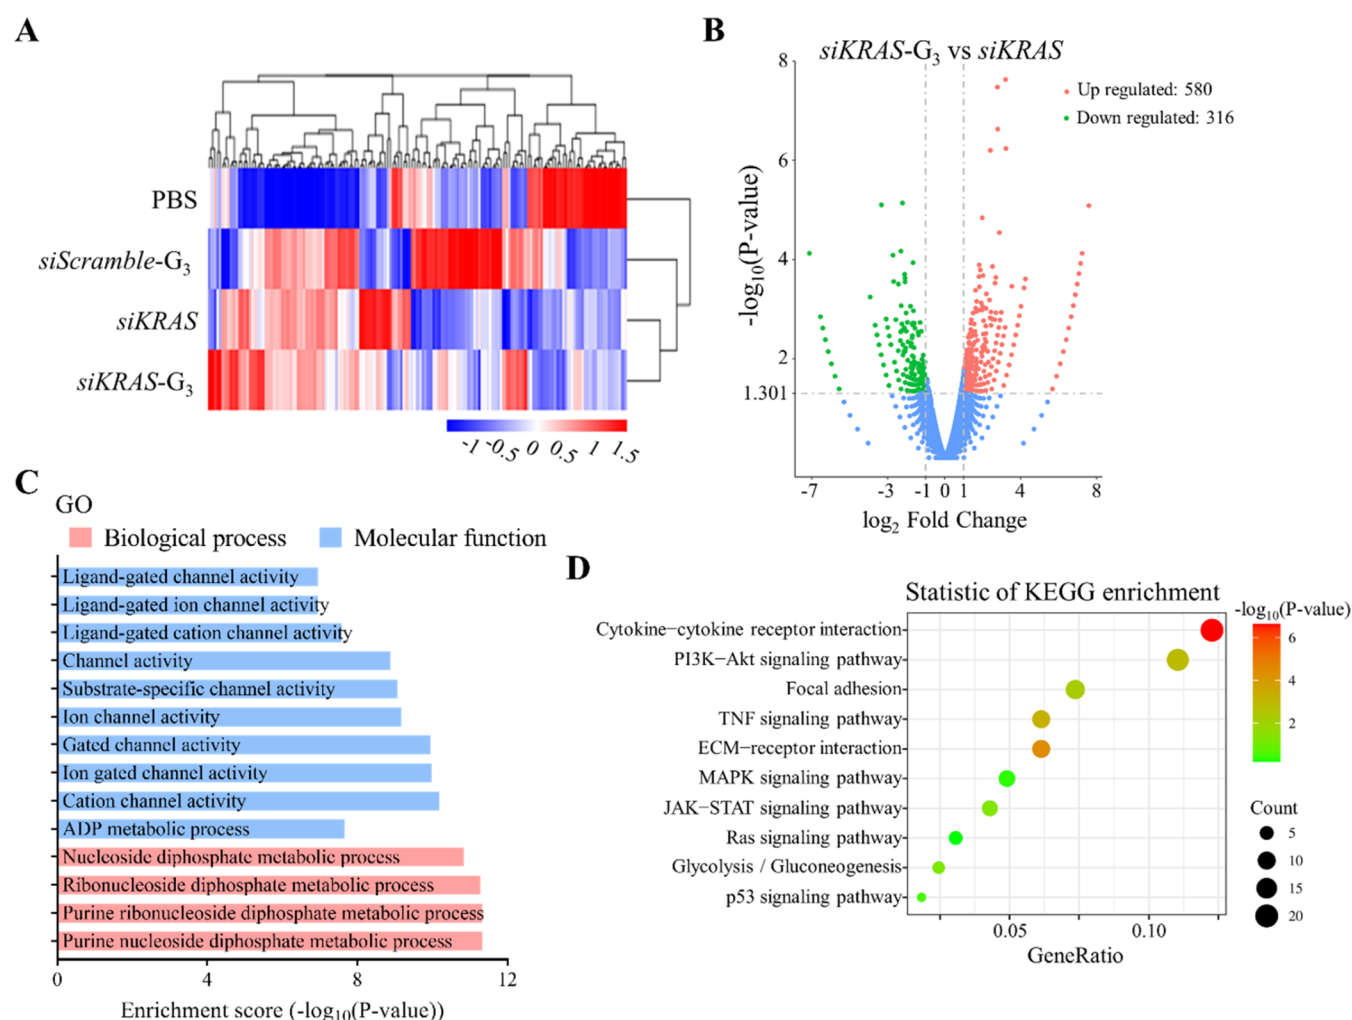 A
PBS
siScramble-G3
siKRAS
siKRAS-G3
-1 -0.5 0 0.5 1 1.5
B
siKRAS-G3 vs siKRAS
Up regulated: 580
Down regulated: 316
-log10(P-value)
8
6
4
2
1.301
-7 -3 -1 0 1 4 8
log2 Fold Change
C
GO
Biological process Molecular function
Ligand-gated channel activity
Ligand-gated ion channel activity
Ligand-gated cation channel activity
Channel activity
Substrate-specific channel activity
Ion channel activity
Gated channel activity
Ion gated channel activity
Cation channel activity
ADP metabolic process
Nucleoside diphosphate metabolic process
Ribonucleoside diphosphate metabolic process
Purine ribonucleoside diphosphate metabolic process
Purine nucleoside diphosphate metabolic process
0 4 8 12
Enrichment score (-log10(P-value))
D
Statistic of KEGG enrichment
Cytokine−cytokine receptor interaction
PI3K−Akt signaling pathway
Focal adhesion
TNF signaling pathway
ECM−receptor interaction
MAPK signaling pathway
JAK−STAT signaling pathway
Ras signaling pathway
Glycolysis / Gluconeogenesis
p53 signaling pathway
0.05 0.10
GeneRatio
-log10(P-value)
6
4
2
Count
5
10
15
20